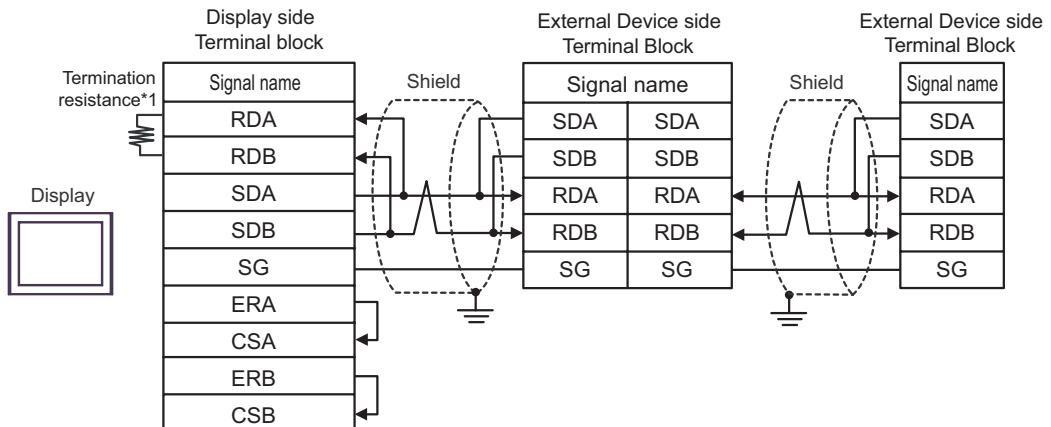 Display side
Terminal block
External Device side
Terminal Block
External Device side
Terminal Block
Termination
resistance*1
Signal name
Shield
Signal name
Shield
Signal name
RDA
SDA
SDA
SDA
RDB
SDB
SDB
SDB
Display
SDA
RDA
RDA
RDA
SDB
RDB
RDB
RDB
SG
SG
SG
SG
ERA
CSA
ERB
CSB